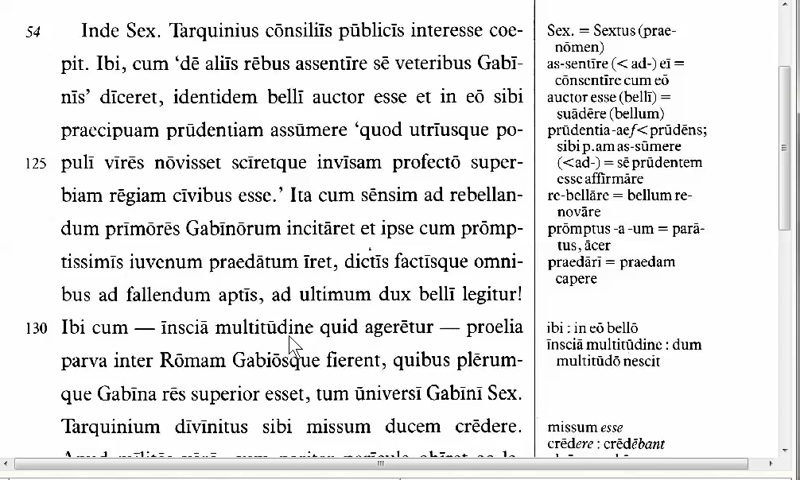 54 Inde Sex. Tarquinius cōnsiliīs pūblicīs interesse coe-
pit. Ibi, cum ‘dē aliīs rēbus assentīre sē veteribus Gabī-
nīs’ dīceret, identidem bellī auctor esse et in eō sibi
praecipuam prūdentiam assūmere ‘quod utrīusque po-
125 pulī vīrēs nōvisset scīretque invīsam profectō super-
biam rēgiam cīvibus esse.’ Ita cum sēnsim ad rebellan-
dum prīmōrēs Gabīnōrum incitāret et ipse cum prōmp-
tissimīs iuvenum praedātum īret, dictīs factīsque omni-
bus ad fallendum aptīs, ad ultimum dux bellī legitur!
130 Ibi cum — īnsciā multitūdine quid agerētur — proelia
parva inter Rōmam Gabiōsque fierent, quibus plērum-
que Gabīna rēs superior esset, tum ūniversī Gabīnī Sex.
Tarquinium dīvīnitus sibi missum ducem crēdere.
Sex. = Sextus (prae-
nōmen)
as-sentīre (< ad-) eī =
cōnsentīre cum eō
auctor esse (bellī) =
suādēre (bellum)
prūdentia -ae f < prūdēns;
sibi p.am as-sūmere
(< ad-) = sē prūdentem
esse affirmāre
re-bellāre = bellum re-
novāre
prōmptus -a -um = parā-
tus, ācer
praedārī = praedam
capere
ibi : in eō bellō
īnsciā multitūdine : dum
multitūdō nescit
missum esse
crēdere : crēdēbant